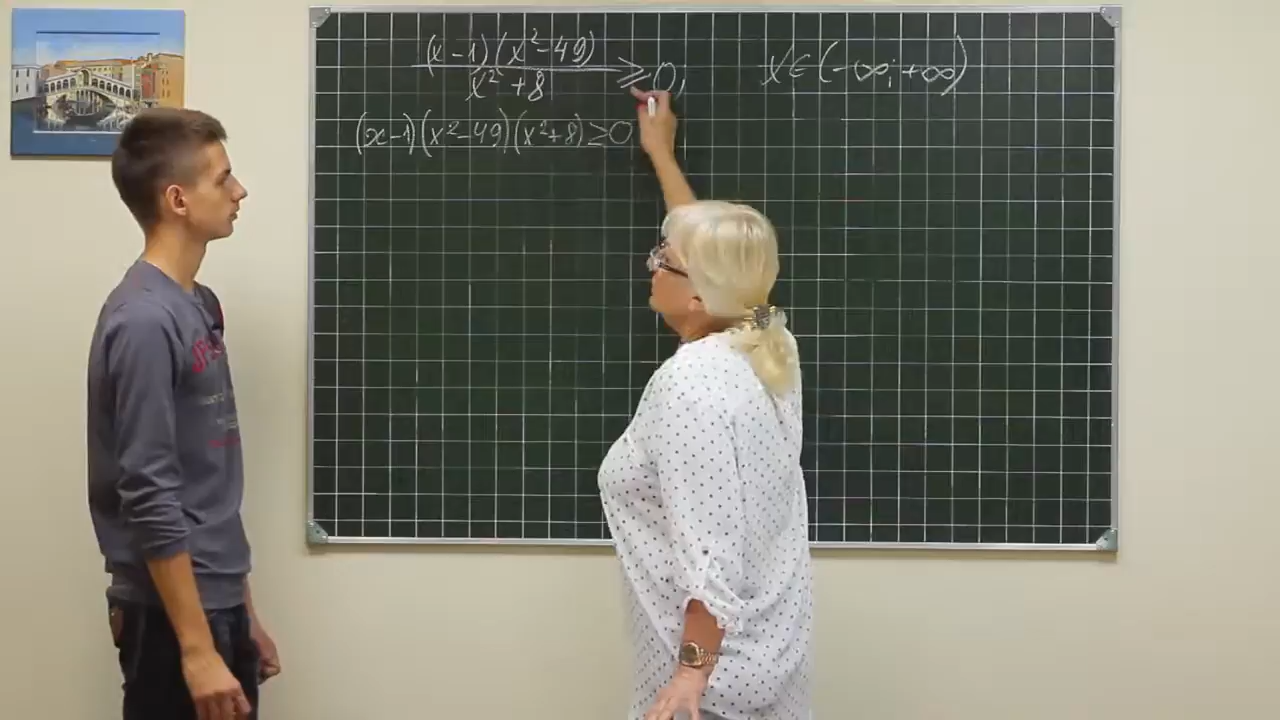 (x-1)(x²-49)
x²+8
≥0;
x∈(-∞;+∞)
(x-1)(x²-49)(x²+8)≥0